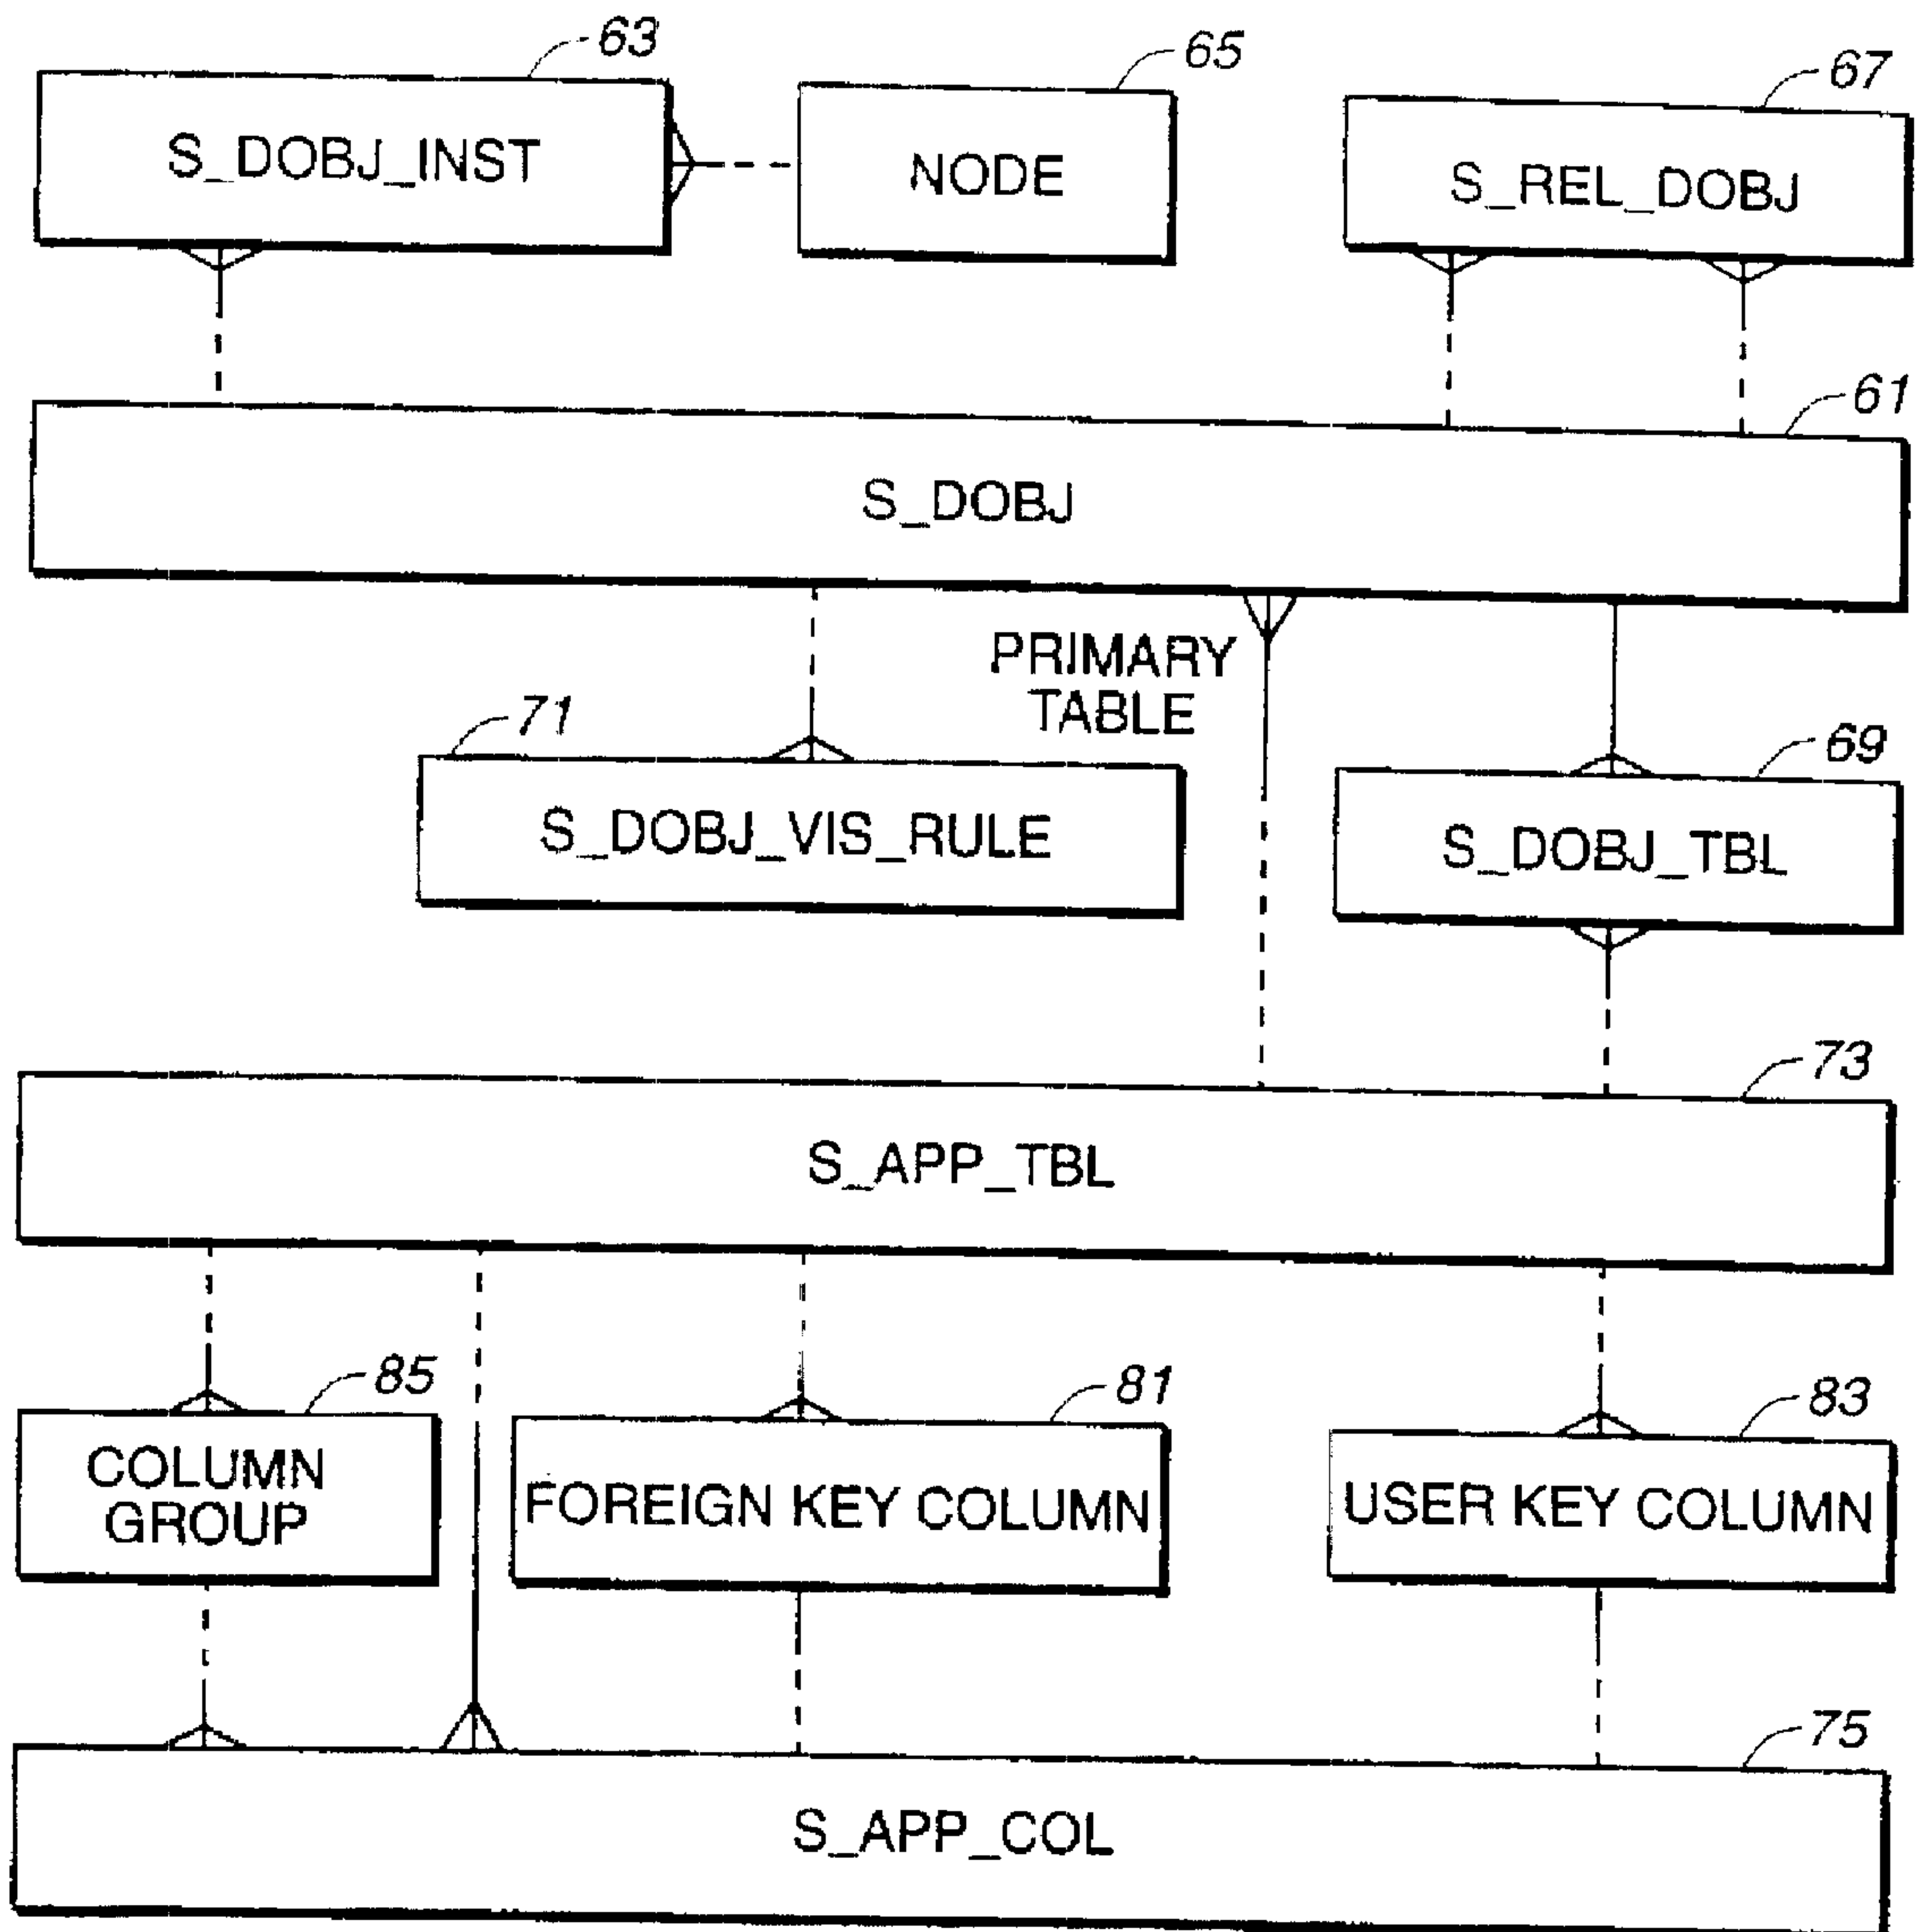 63
65
67
S_DOBJ_INST
NODE
S_REL_DOBJ
61
S_DOBJ
PRIMARY
TABLE
71
69
S_DOBJ_VIS_RULE
S_DOBJ_TBL
73
S_APP_TBL
85
81
83
COLUMN
GROUP
FOREIGN KEY COLUMN
USER KEY COLUMN
75
S_APP_COL